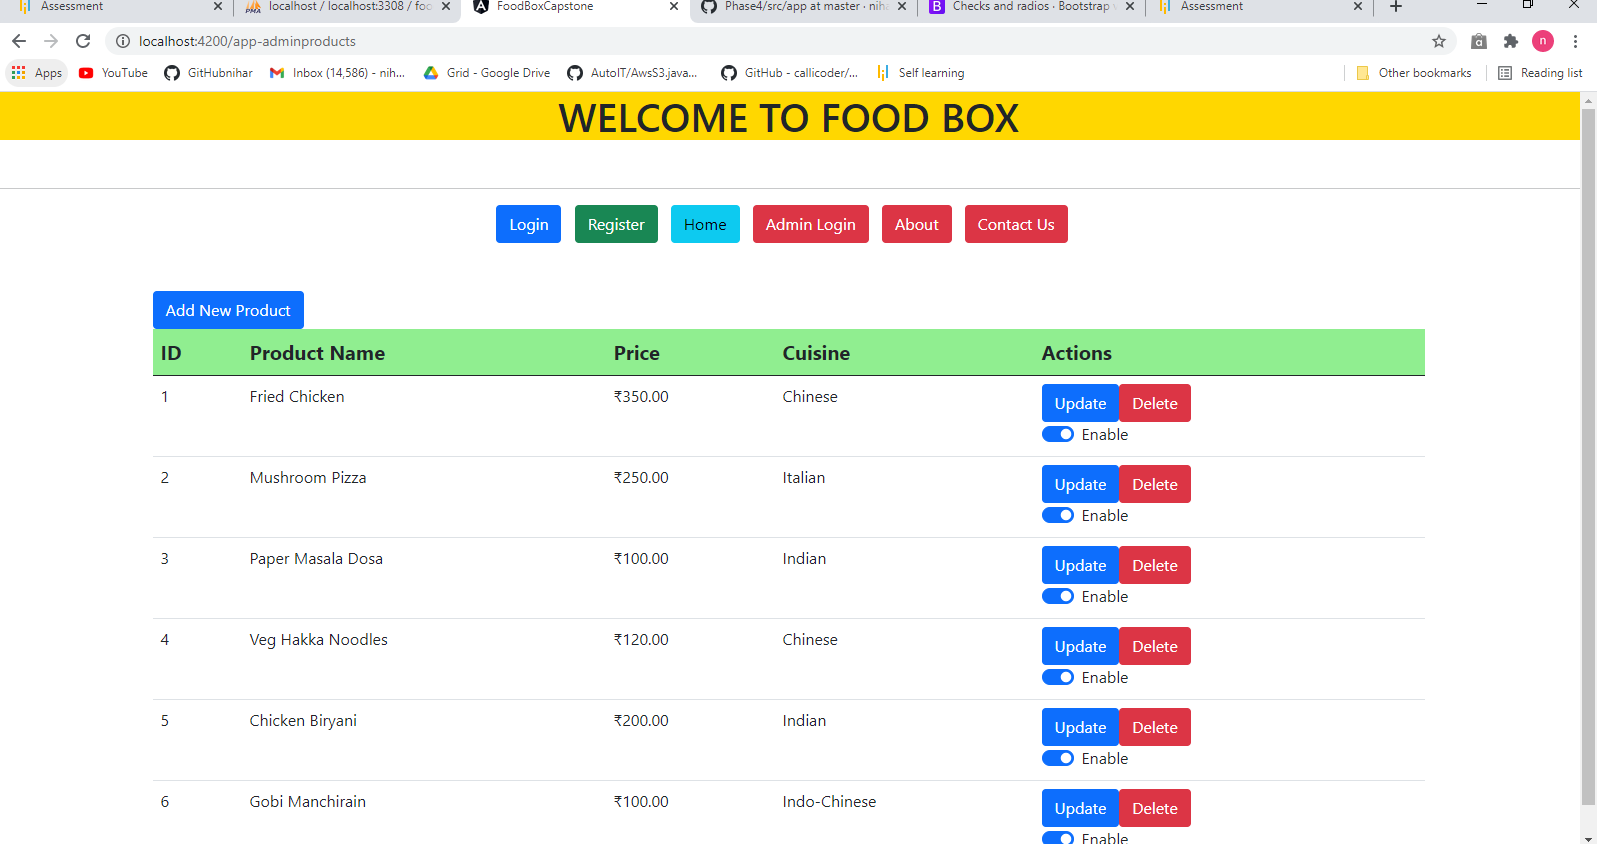 Assessment
localhost / localhost:3308 / foo
FoodBoxCapstone
Phase4/src/app at master · niha
Checks and radios · Bootstrap v
Assessment
localhost:4200/app-adminproducts
n
Apps
YouTube
GitHubnihar
Inbox (14,586) - nih...
Grid - Google Drive
AutoIT/AwsS3.java...
GitHub - callicoder/...
Self learning
Other bookmarks
Reading list
WELCOME TO FOOD BOX
Login Register Home Admin Login About Contact Us
Add New Product
ID Product Name Price Cuisine Actions
1 Fried Chicken ₹350.00 Chinese Update Delete
Enable
2 Mushroom Pizza ₹250.00 Italian Update Delete
Enable
3 Paper Masala Dosa ₹100.00 Indian Update Delete
Enable
4 Veg Hakka Noodles ₹120.00 Chinese Update Delete
Enable
5 Chicken Biryani ₹200.00 Indian Update Delete
Enable
6 Gobi Manchirain ₹100.00 Indo-Chinese Update Delete
Enable